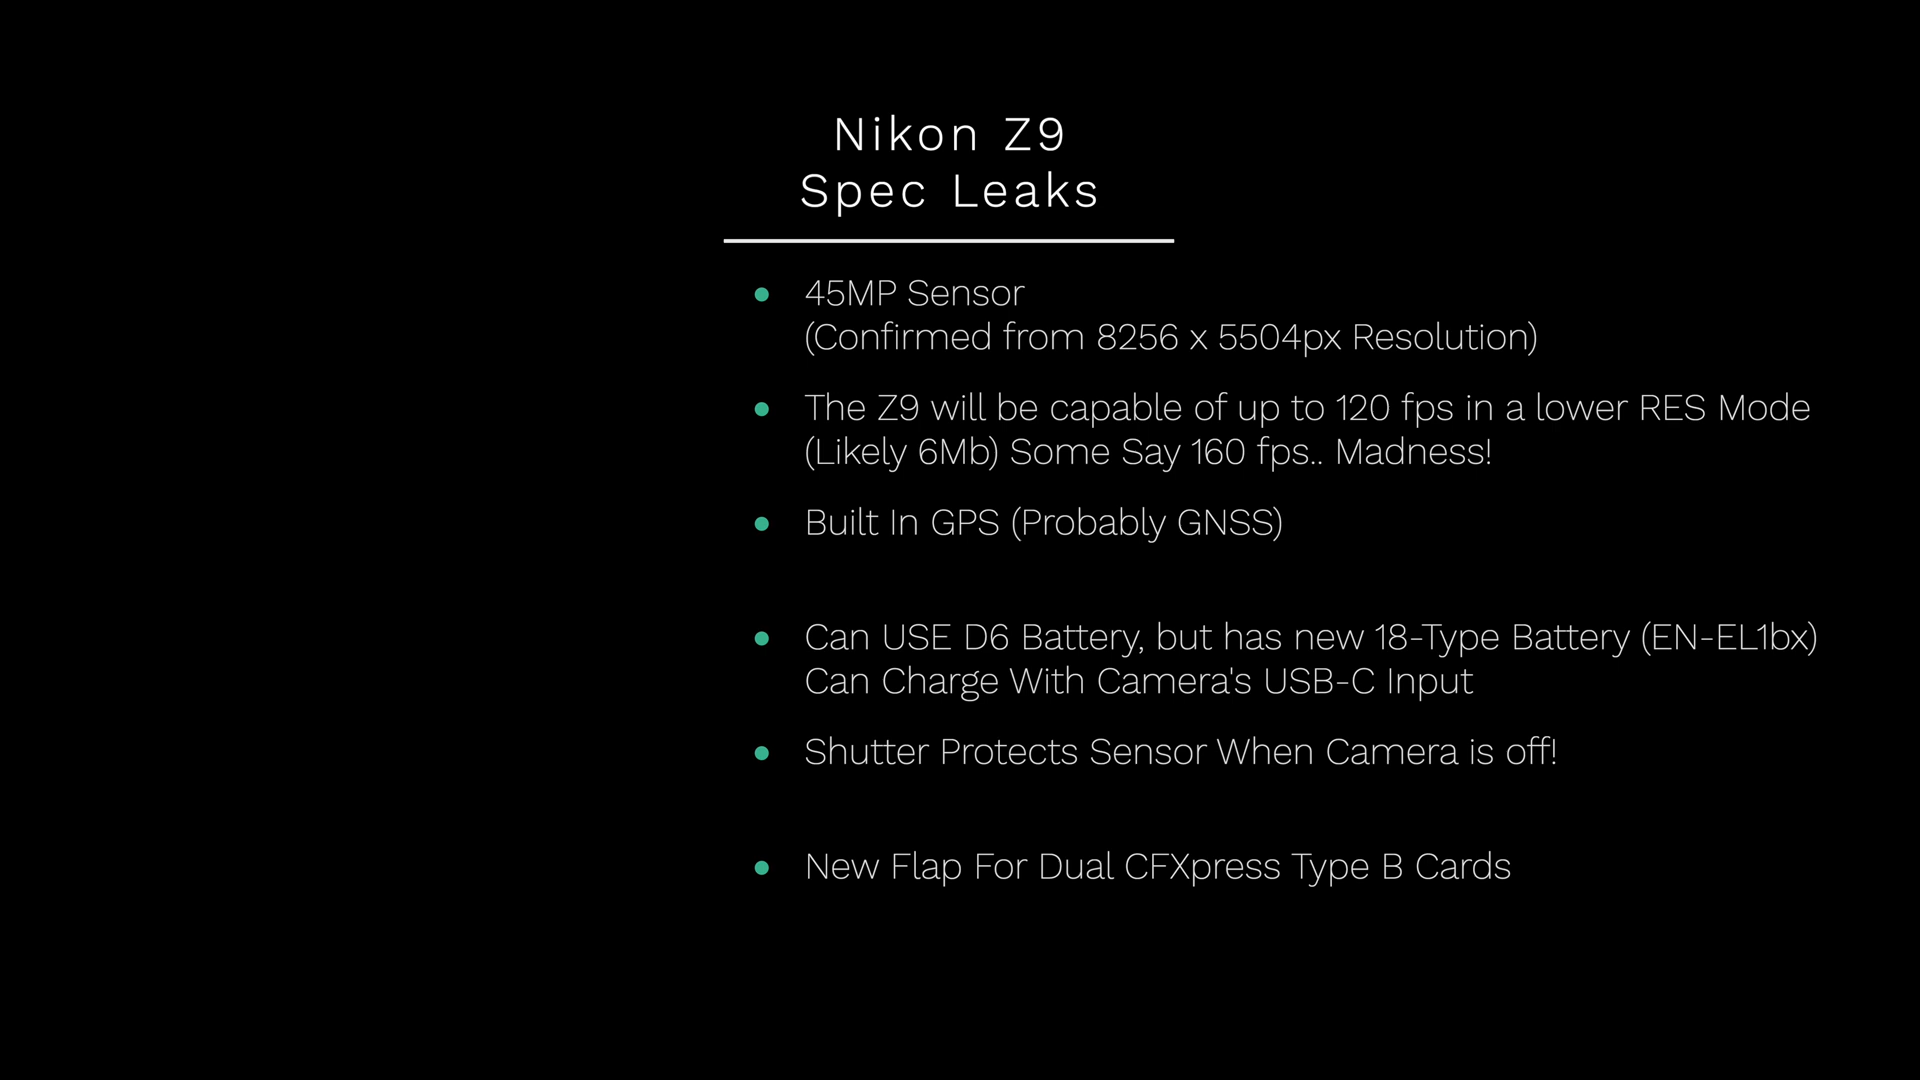 Nikon Z9
Spec Leaks
45MP Sensor
(Confirmed from 8256 x 5504px Resolution)
The Z9 will be capable of up to 120 fps in a lower RES Mode
(Likely 6Mb) Some Say 160 fps.. Madness!
Built In GPS (Probably GNSS)
Can USE D6 Battery, but has new 18-Type Battery (EN-EL1bx)
Can Charge With Camera's USB-C Input
Shutter Protects Sensor When Camera is off!
New Flap For Dual CFXpress Type B Cards